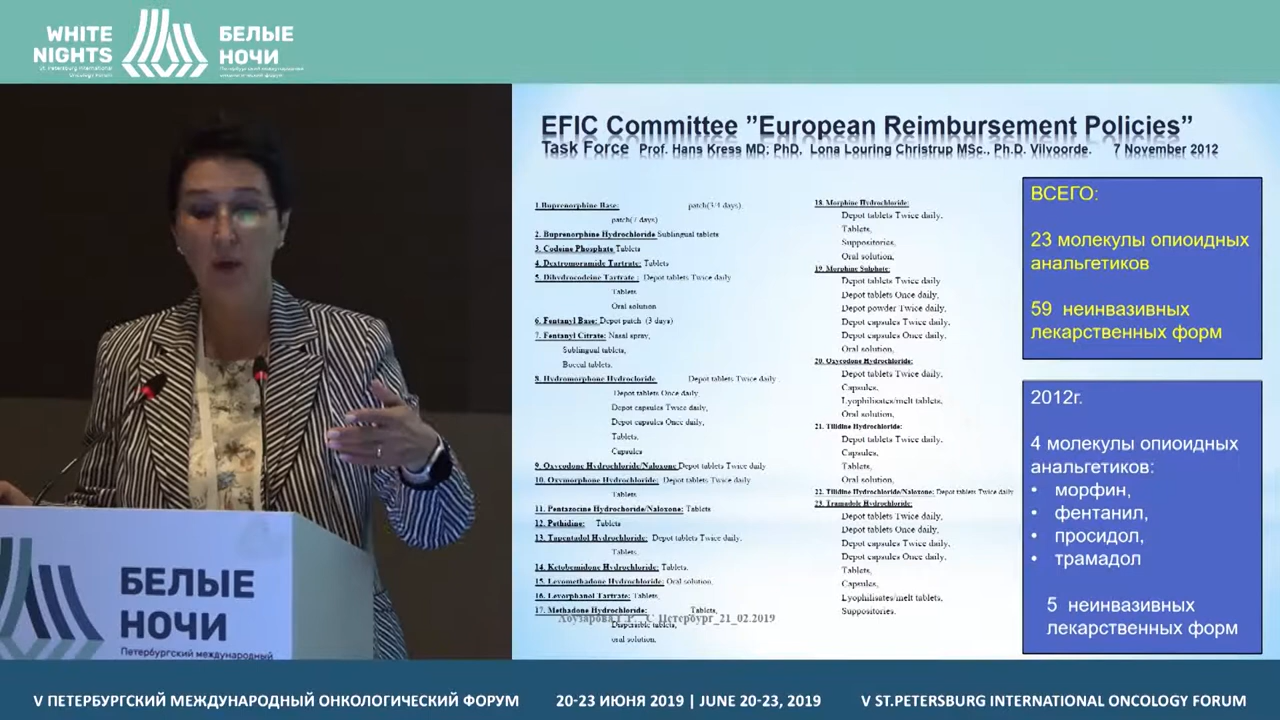 WHITE
NIGHTS
St. Petersburg International
Oncology Forum
БЕЛЫЕ
НОЧИ
Петербургский международный
онкологический форум
EFIC Committee ”European Reimbursement Policies”
Task Force Prof. Hans Kress MD; PhD, Lona Louring Christrup MSc., Ph.D. Vilvoorde. 7 November 2012
1.Buprenorphine Base: patch(3/4 days)
patch(7 days)
2. Buprenorphine Hydrochloride Sublingual tablets
3. Codeine Phosphate Tablets
4. Dextromoramide Tartrate: Tablets
5. Dihydrocodeine Tartrate : Depot tablets Twice daily
Tablets
Oral solution
6. Fentanyl Base: Depot patch (3 days)
7. Fentanyl Citrate: Nasal spray,
Sublingual tablets,
Buccal tablets,
8. Hydromorphone Hydrocloride Depot tablets Twice daily
Depot tablets Once daily
Depot capsules Twice daily,
Depot capsules Once daily,
Tablets,
Capsules
9. Oxycodone Hydrochloride/Naloxone Depot tablets Twice daily
10. Oxymorphone Hydrochloride: Depot tablets Twice daily
Tablets
11. Pentazocine Hydrochoride/Naloxone: Tablets
12. Pethidine: Tablets
13. Tapentadol Hydrochloride: Depot tablets Twice daily,
Tablets,
14. Ketobemidone Hydrochloride: Tablets,
15. Levomethadone Hydrochloride: Oral solution,
16. Levorphanol Tartrate: Tablets,
17. Methadone Hydrochloride: Tablets,
Dispersible tablets,
oral solution,
С Петербург_21_02.2019
18. Morphine Hydrochloride:
Depot tablets Twice daily,
Tablets,
Suppositories,
Oral solution,
19. Morphine Sulphate:
Depot tablets Twice daily
Depot tablets Once daily,
Depot powder Twice daily,
Depot capsules Twice daily,
Depot capsules Once daily,
Oral solution,
20. Oxycodone Hydrochloride:
Depot tablets Twice daily,
Capsules,
Lyophilisates/melt tablets,
Oral solution,
21. Tilidine Hydrochloride:
Depot tablets Twice daily,
Capsules,
Tablets,
Oral solution,
22. Tilidine Hydrochloride/Naloxone: Depot tablets Twice daily
23. Tramadole Hydrochloride:
Depot tablets Twice daily,
Depot tablets Once daily,
Depot capsules Twice daily,
Depot capsules Once daily,
Tablets,
Capsules,
Lyophilisates/melt tablets,
Suppositories.
ВСЕГО:
23 молекулы опиоидных
анальгетиков
59 неинвазивных
лекарственных форм
2012г.
4 молекулы опиоидных
анальгетиков:
• морфин,
• фентанил,
• просидол,
• трамадол
5 неинвазивных
лекарственных форм
БЕЛЫЕ
НОЧИ
Петербургский международный
V ПЕТЕРБУРГСКИЙ МЕЖДУНАРОДНЫЙ ОНКОЛОГИЧЕСКИЙ ФОРУМ 20-23 ИЮНЯ 2019 | JUNE 20-23, 2019 V ST.PETERSBURG INTERNATIONAL ONCOLOGY FORUM